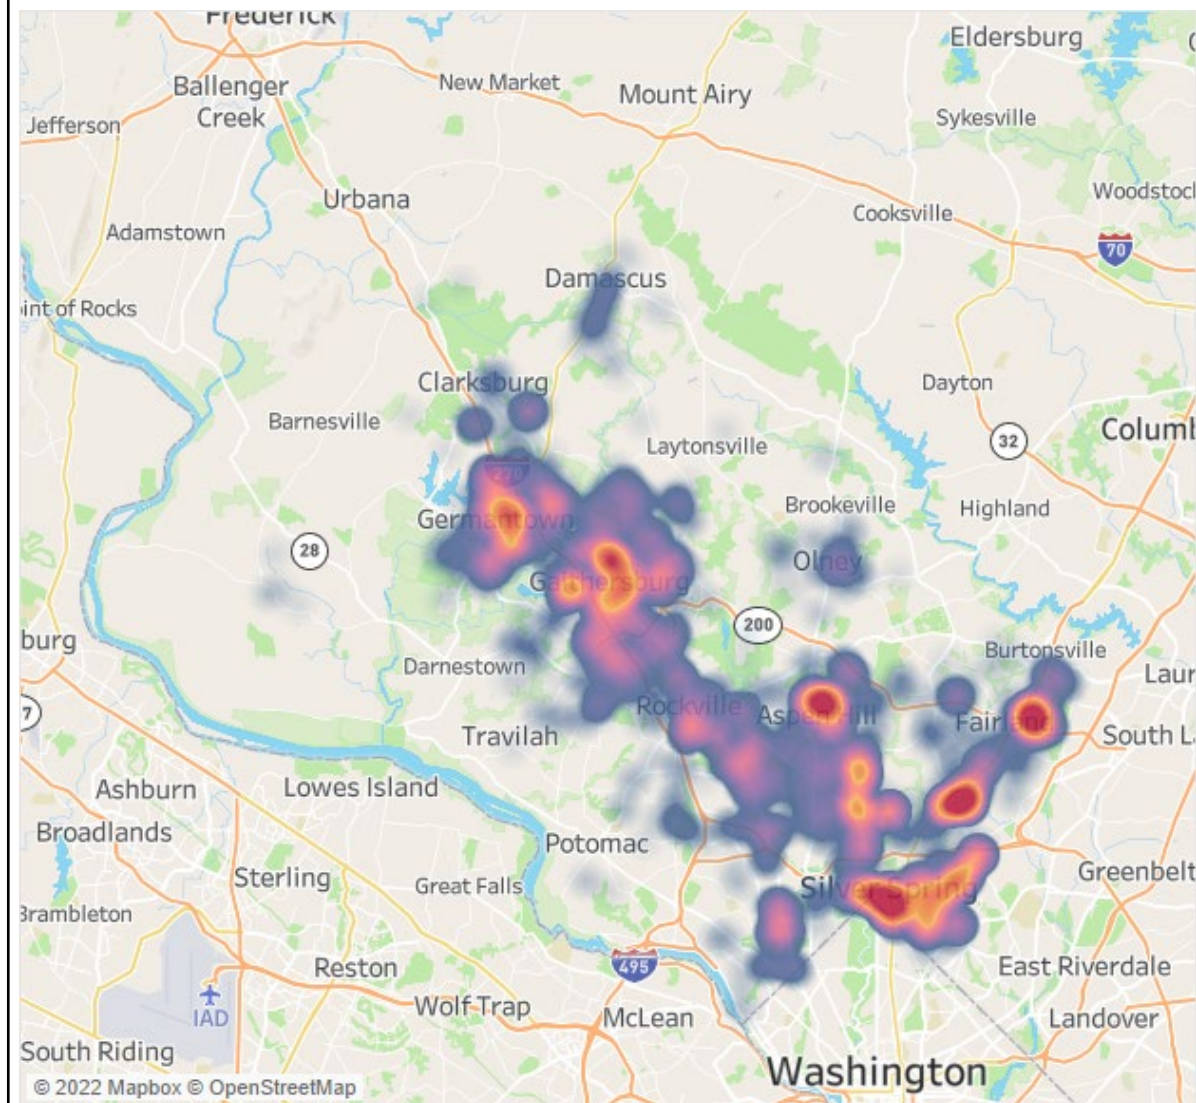 Frederick
Eldersburg
Ballenger
Creek
New Market
Mount Airy
Jefferson
Sykesville
Urbana
Woodstock
Cooksville
Adamstown
70
Damascus
int of Rocks
Clarksburg
Dayton
Barnesville
32
Columb
Laytonsville
270
Brookeville
Highland
Germantown
28
Olney
Gaithersburg
200
burg
Burtonsville
Darnestown
Laur
7
Rockville
Aspen Hill
Fairland
Travilah
South L
Ashburn
Lowes Island
Broadlands
Potomac
Sterling
Great Falls
Silver Spring
Greenbelt
Brambleton
Reston
495
East Riverdale
IAD
Wolf Trap
McLean
Landover
South Riding
Washington
© 2022 Mapbox © OpenStreetMap